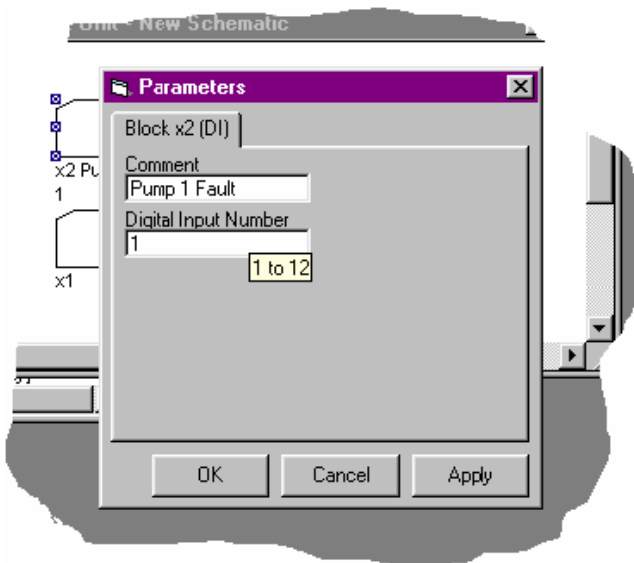 Unit - New Schematic
Parameters
Block x2 (DI)
x2 Pu
Comment
Pump 1 Fault
1
Digital Input Number
1
1 to 12
x1
OK
Cancel
Apply